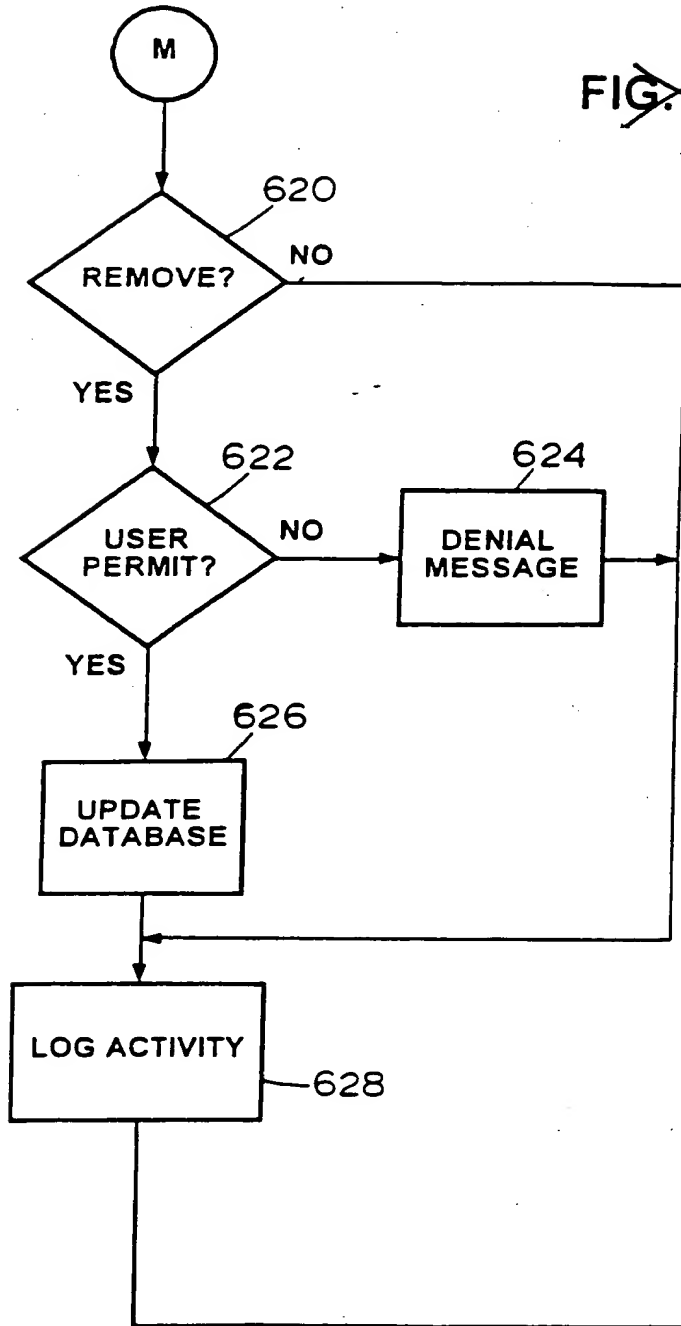 M
FIG.
620
REMOVE?
NO
YES
622
USER
PERMIT?
NO
624
DENIAL
MESSAGE
YES
626
UPDATE
DATABASE
LOG ACTIVITY
628